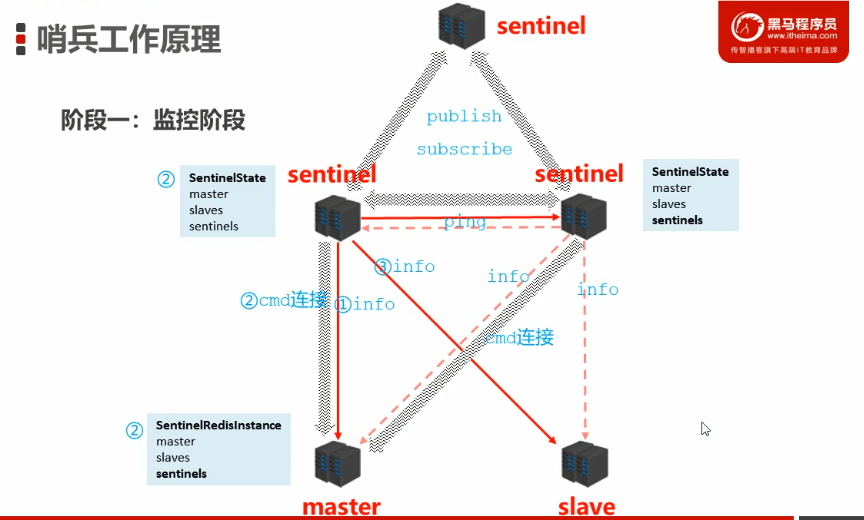 哨兵工作原理
黑马程序员
www.itheima.com
传智播客旗下高端IT教育品牌
sentinel
阶段一：监控阶段
publish
subscribe
sentinel
sentinel
②
SentinelState
master
slaves
sentinels
SentinelState
master
slaves
sentinels
ping
③info
info
info
②cmd连接
①info
cmd连接
②
SentinelRedisInstance
master
slaves
sentinels
master
slave